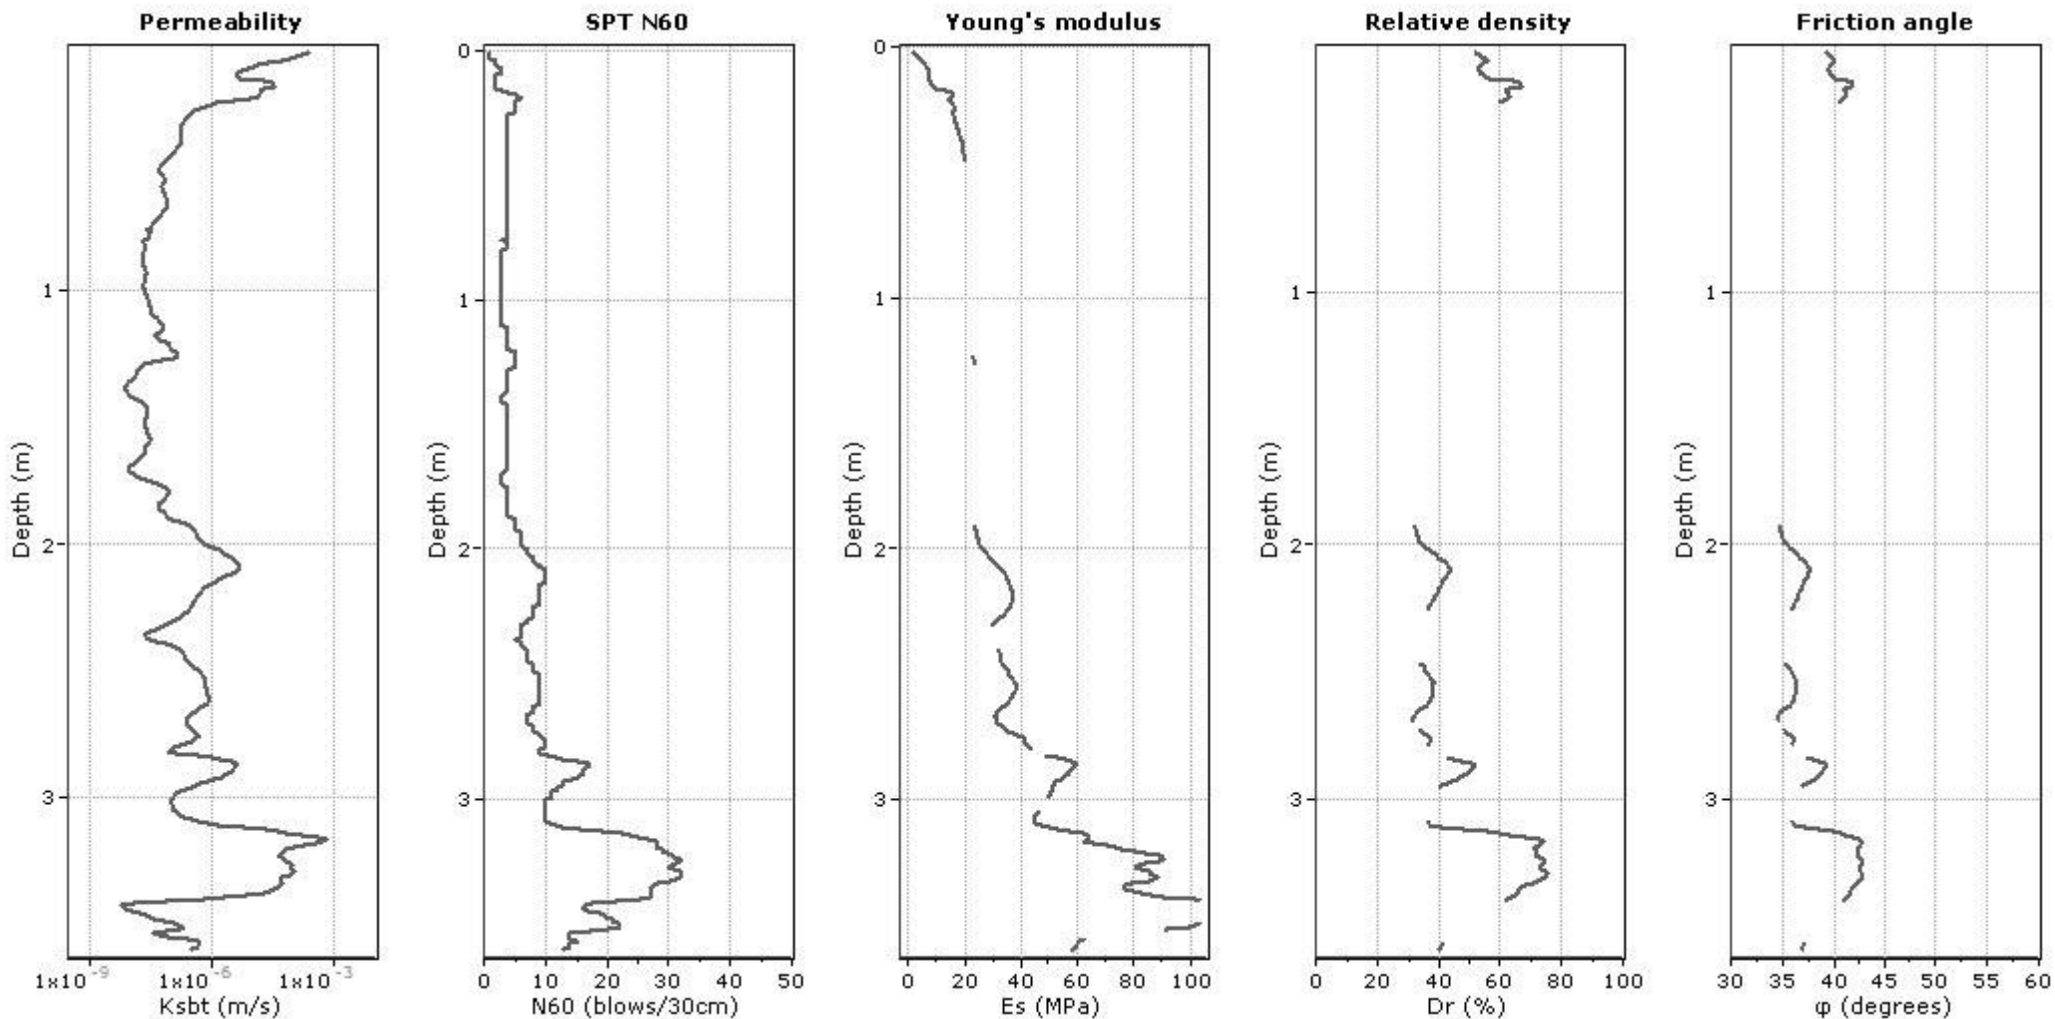 Permeability
SPT N60
Young's modulus
Relative density
Friction angle
0
0
1
1
1
1
1
2
2
2
2
2
3
3
3
3
3
Depth (m)
Depth (m)
Depth (m)
Depth (m)
Depth (m)
1x10-9 1x10-6 1x10-3
0 10 20 30 40 50
0 20 40 60 80 100
0 20 40 60 80 100
30 35 40 45 50 55 60
Ksbt (m/s)
N60 (blows/30cm)
Es (MPa)
Dr (%)
φ (degrees)